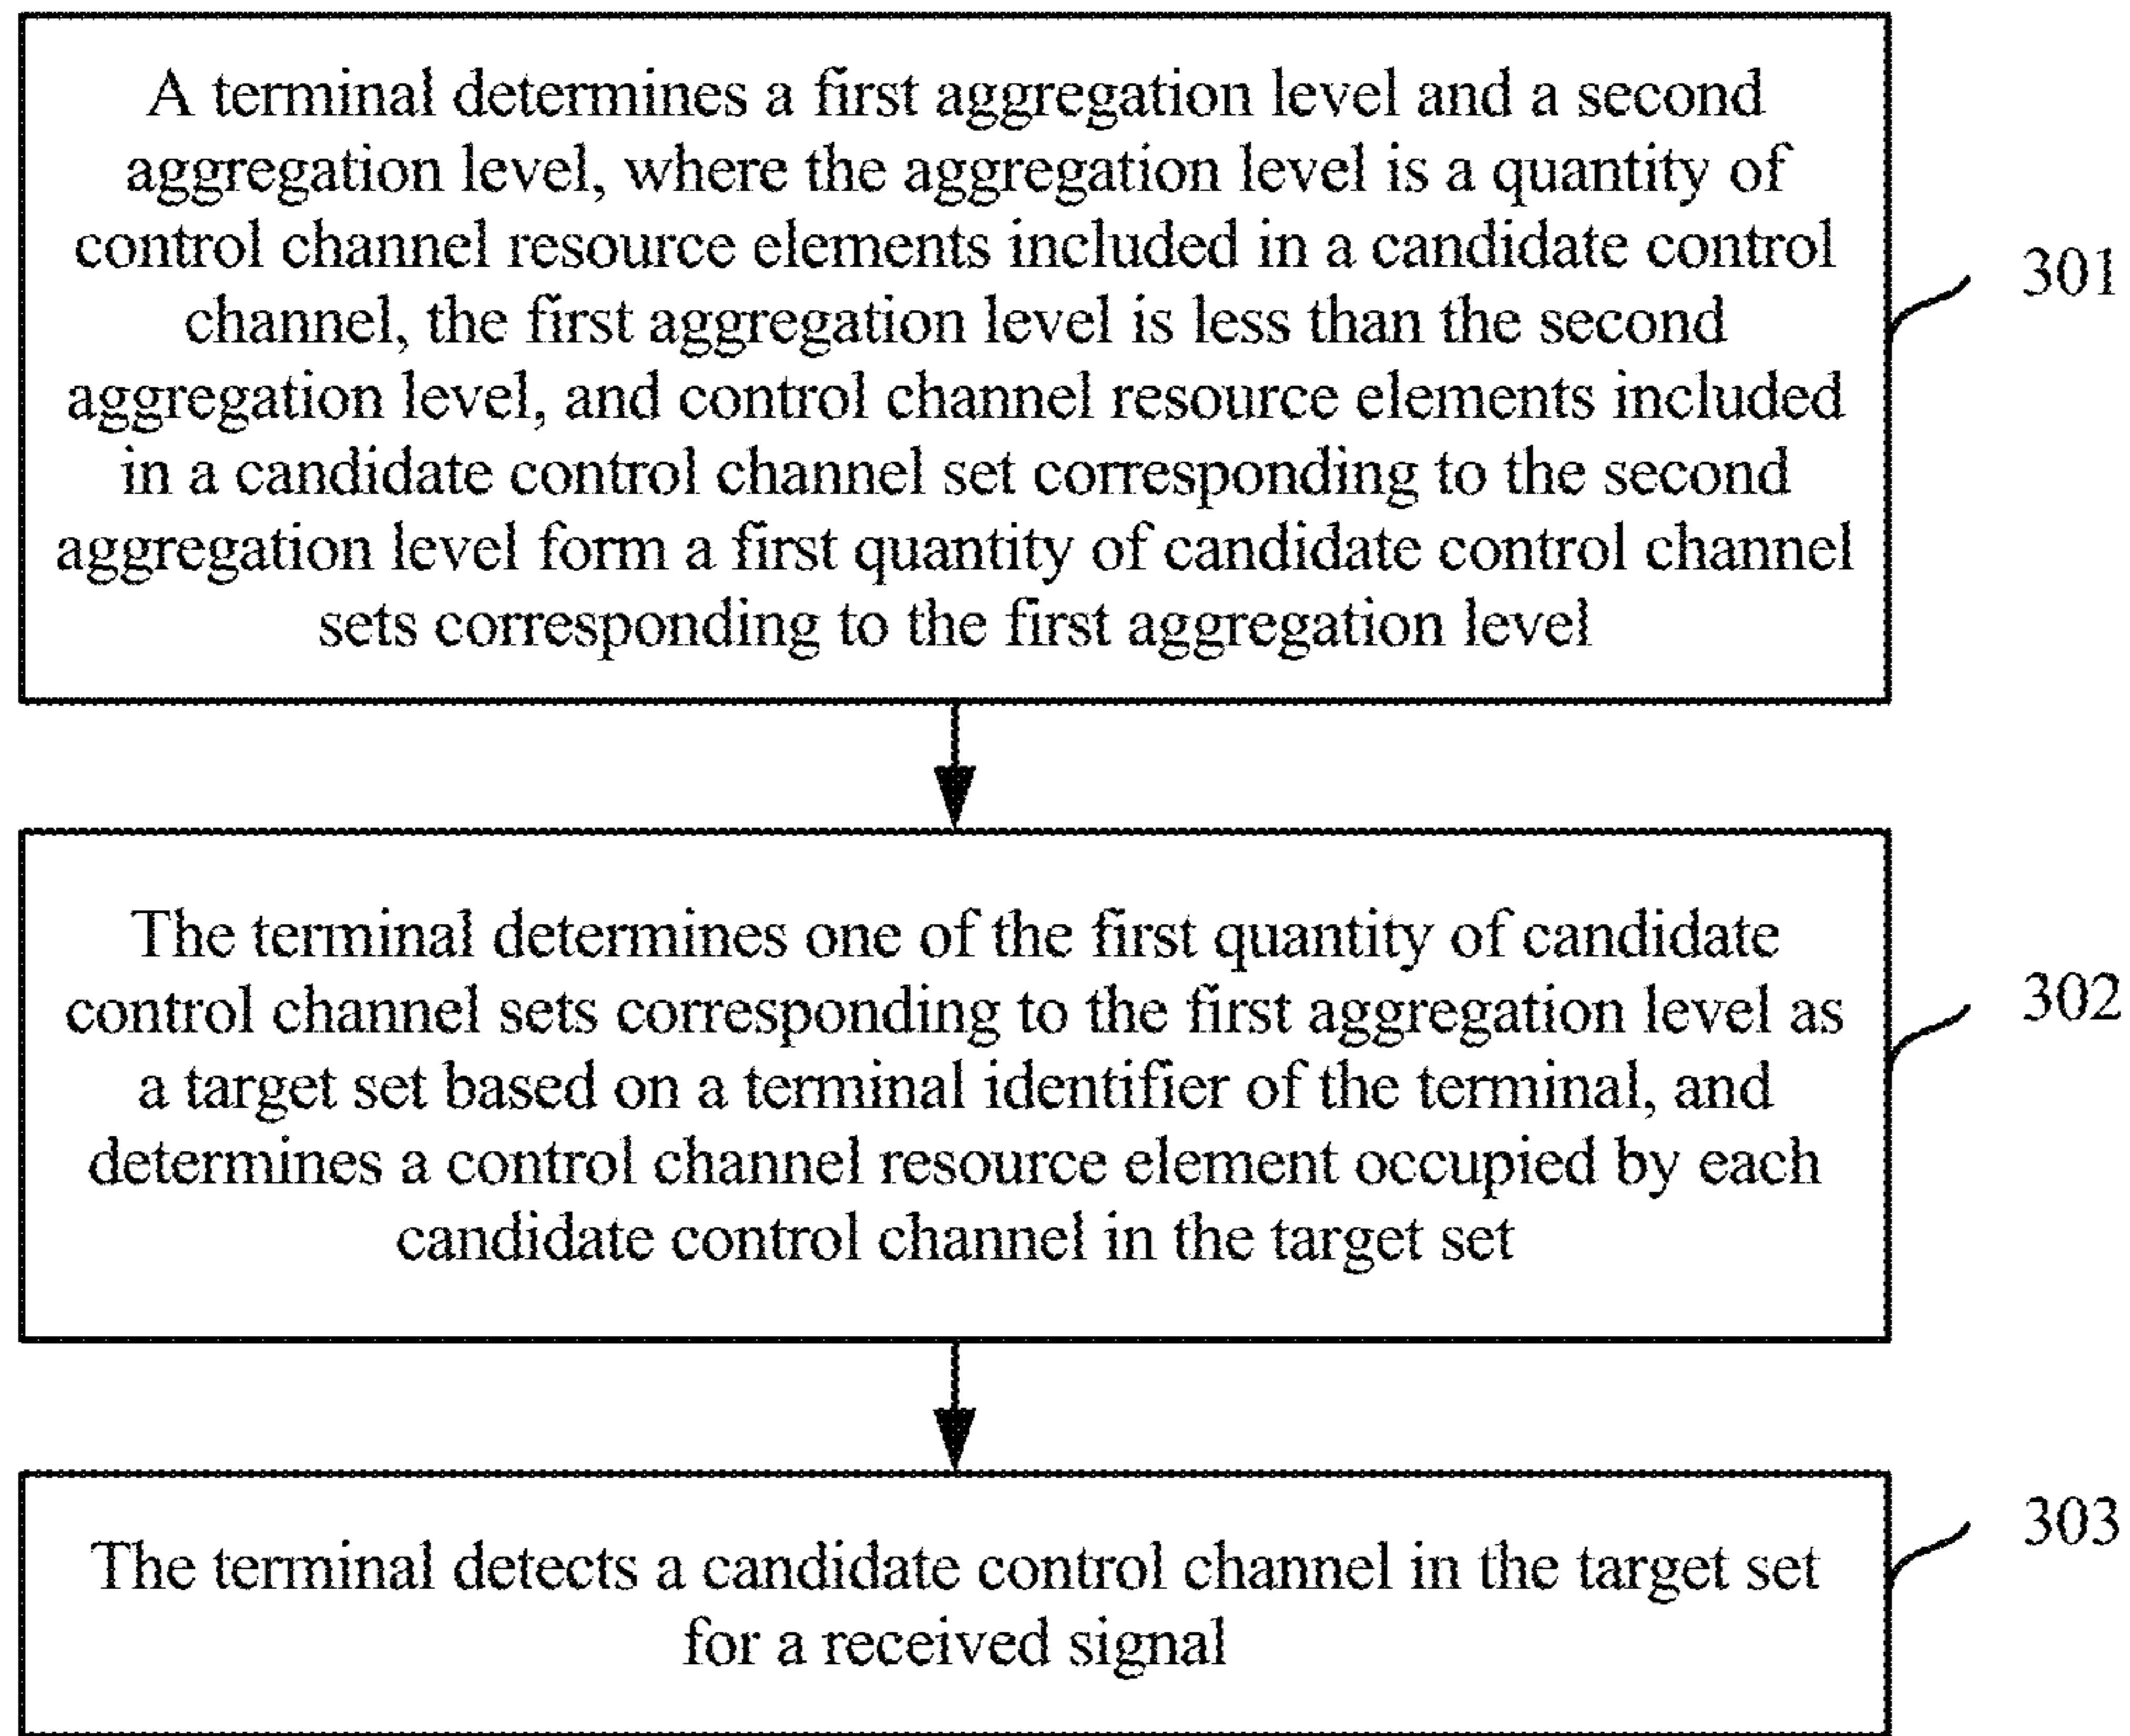 A terminal determines a first aggregation level and a second
aggregation level, where the aggregation level is a quantity of
control channel resource elements included in a candidate control
channel, the first aggregation level is less than the second
aggregation level, and control channel resource elements included
in a candidate control channel set corresponding to the second
aggregation level form a first quantity of candidate control channel
sets corresponding to the first aggregation level
301
The terminal determines one of the first quantity of candidate
control channel sets corresponding to the first aggregation level as
a target set based on a terminal identifier of the terminal, and
determines a control channel resource element occupied by each
candidate control channel in the target set
302
The terminal detects a candidate control channel in the target set
for a received signal
303